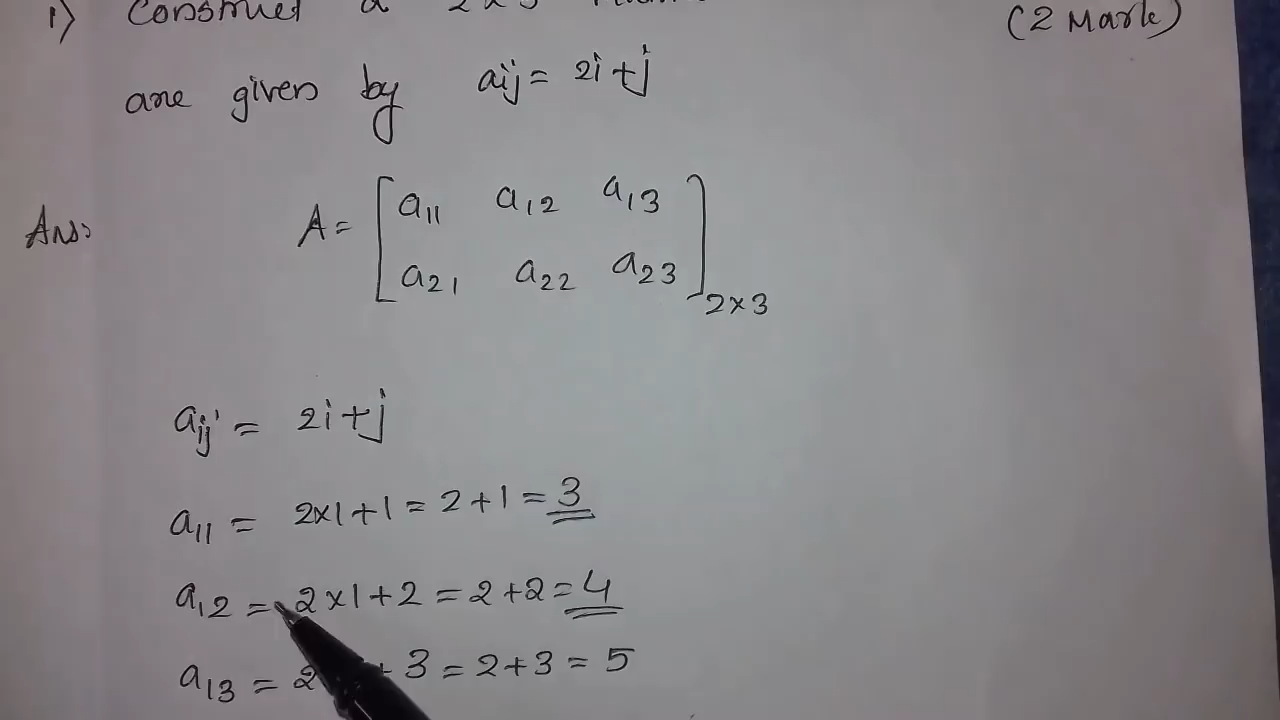 1) Construct a 2x3 (2 Mark)
are given by aij = 2i+j
Ans: A = [ a11 a12 a13
a21 a22 a23 ] 2×3
aij = 2i+j
a11 = 2×1+1 = 2+1 = 3
a12 = 2×1+2 = 2+2 = 4
a13 = 2 + 3 = 2+3 = 5